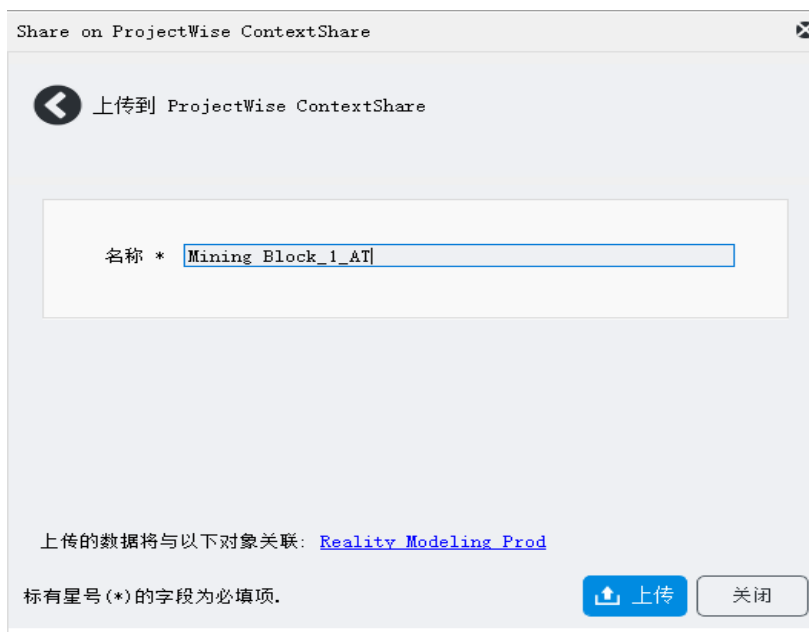 Share on ProjectWise ContextShare
上传到 ProjectWise ContextShare
名称 * Mining Block_1_AT
上传的数据将与以下对象关联: Reality Modeling Prod
标有星号(*)的字段为必填项.
上传
关闭